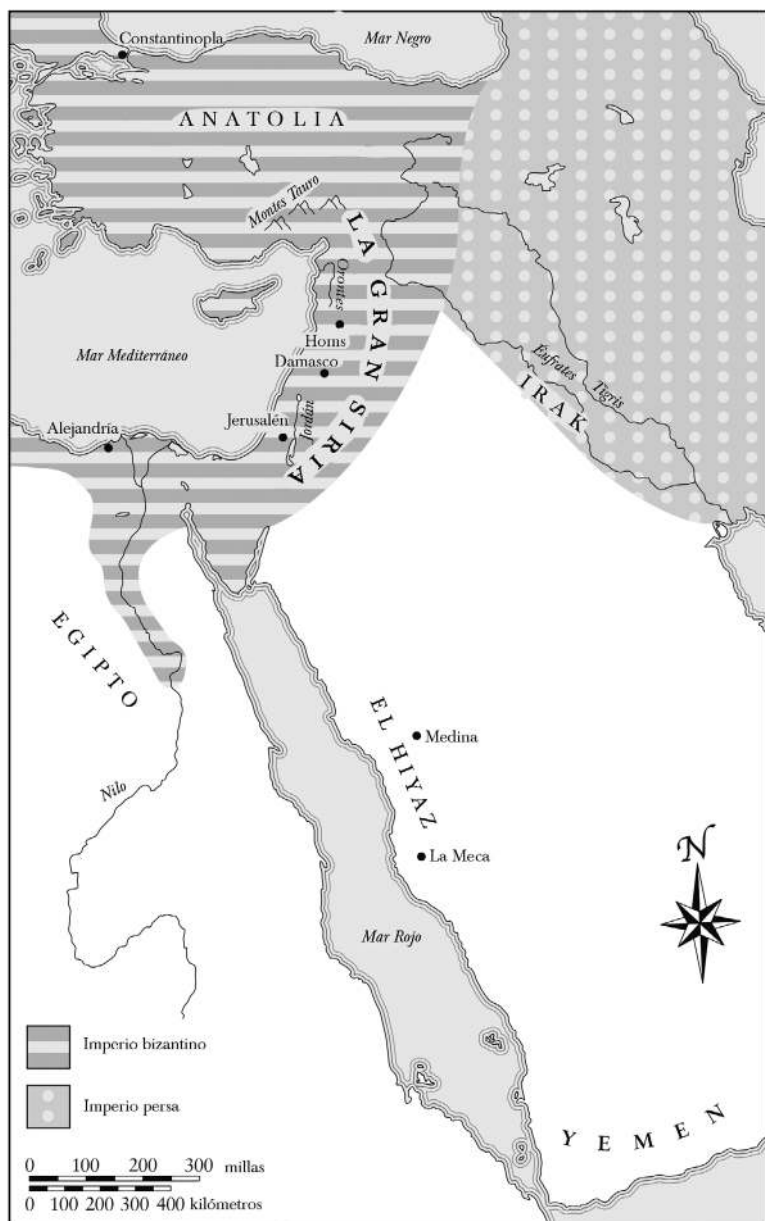 Constantinopla
Mar Negro
ANATOLIA
Montes Tauro
LA GRAN SIRIA
Orontes
Homs
Mar Mediterráneo
Damasco
Éufrates
Tigris
IRAK
Alejandría
Jerusalén
Jordán
EGIPTO
EL HIYAZ
Medina
Nilo
La Meca
N
Mar Rojo
Imperio bizantino
Imperio persa
YEMEN
0 100 200 300 millas
0 100 200 300 400 kilómetros